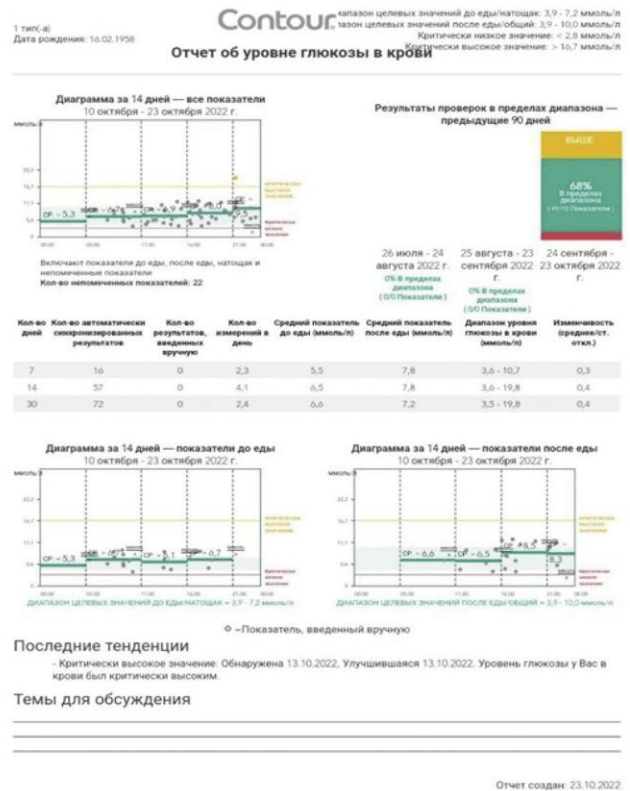 1 тип(-а)
Дата рождения: 16.02.1958
Contour
апазон целевых значений до еды/натощак: 3,9 - 7,2 ммоль/л
азон целевых значений после еды/общий: 3,9 - 10,0 ммоль/л
Критически низкое значение: < 2,8 ммоль/л
Критически высокое значение: > 16,7 ммоль/л
Отчет об уровне глюкозы в крови
Диаграмма за 14 дней — все показатели
10 октября - 23 октября 2022 г.
Включают показатели до еды, после еды, натощак и
непомеченные показатели
Кол-во непомеченных показателей: 22
Результаты проверок в пределах диапазона —
предыдущие 90 дней
ВЫШЕ
68%
В пределах
диапазона
26 июля - 24
августа 2022 г.
0% В пределах
диапазона
(0/0 Показатели)
25 августа - 23
сентября 2022
г.
0% В пределах
диапазона
(0/0 Показатели)
24 сентября -
23 октября 2022
г.
Кол-во дней
Кол-во автоматически синхронизированных результатов
Кол-во результатов, введенных вручную
Кол-во измерений в день
Средний показатель до еды (ммоль/л)
Средний показатель после еды (ммоль/л)
Диапазон уровня глюкозы в крови (ммоль/л)
Изменчивость (среднее/ст. откл.)
7 16 0 2,3 5,5 7,8 3,6 - 10,7 0,3
14 57 0 4,1 6,5 7,8 3,6 - 19,8 0,4
30 72 0 2,4 6,6 7,2 3,5 - 19,8 0,4
Диаграмма за 14 дней — показатели до еды
10 октября - 23 октября 2022 г.
ДИАПАЗОН ЦЕЛЕВЫХ ЗНАЧЕНИЙ ДО ЕДЫ/НАТОЩАК = 3,9 - 7,2 ммоль/л
Диаграмма за 14 дней — показатели после еды
10 октября - 23 октября 2022 г.
ДИАПАЗОН ЦЕЛЕВЫХ ЗНАЧЕНИЙ ПОСЛЕ ЕДЫ/ОБЩИЙ = 3,9 - 10,0 ммоль/л
=Показатель, введенный вручную
Последние тенденции
- Критически высокое значение: Обнаружена 13.10.2022, Улучшившаяся 13.10.2022. Уровень глюкозы у Вас в
крови был критически высоким.
Темы для обсуждения
Отчет создан: 23.10.2022